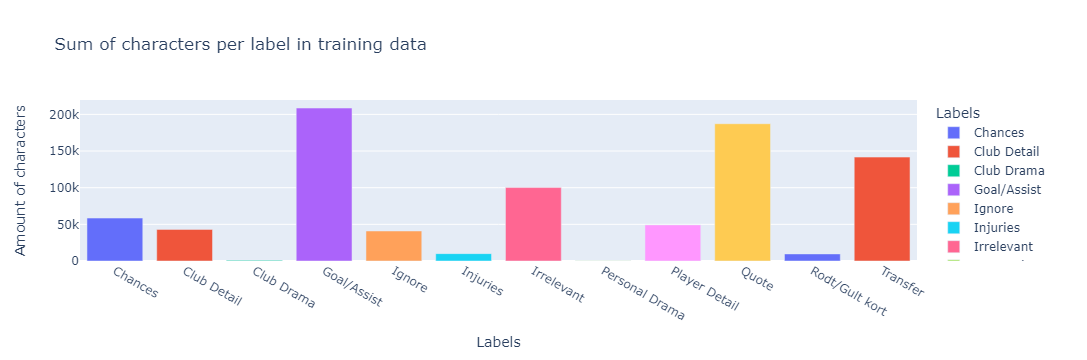 Sum of characters per label in training data
Amount of characters
200k
150k
100k
50k
0
Chances
Club Detail
Club Drama
Goal/Assist
Ignore
Injuries
Irrelevant
Personal Drama
Player Detail
Quote
Rodt/Gult kort
Transfer
Labels
Labels
Chances
Club Detail
Club Drama
Goal/Assist
Ignore
Injuries
Irrelevant